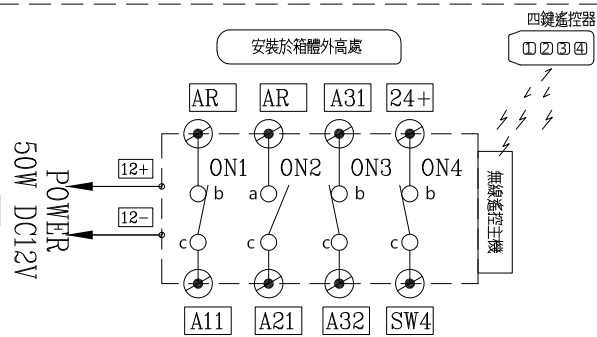 四鍵遙控器
①②③④
安裝於箱體外高處
AR AR A31 24+
ON1 ON2 ON3 ON4
12+
b a b b
12-
c c c c
A11 A21 A32 SW4
無線遙控主機
POWER
50W DC12V